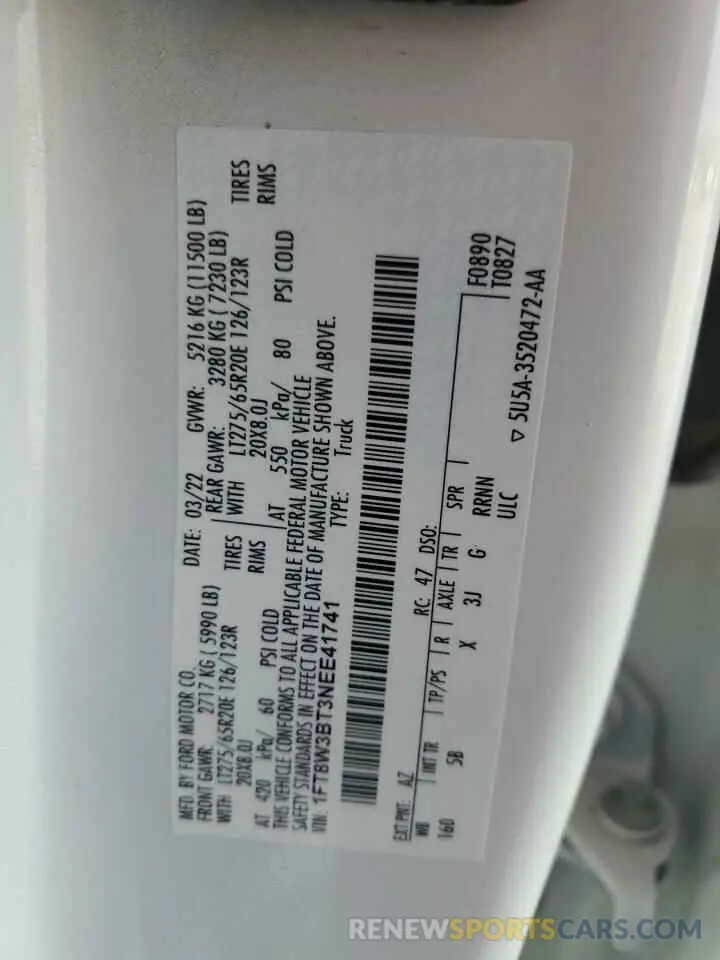 MFD. BY FORD MOTOR CO.
DATE: 03/22 GVWR: 5216 KG (11500 LB)
FRONT GAWR: 2717 KG ( 5990 LB)
REAR GAWR: 3280 KG ( 7230 LB)
WITH LT275/65R20E 126/123R TIRES
WITH LT275/65R20E 126/123R TIRES
20X8.0J RIMS
20X8.0J RIMS
AT 420 kPa/ 60 PSI COLD
AT 550 kPa/ 80 PSI COLD
THIS VEHICLE CONFORMS TO ALL APPLICABLE FEDERAL MOTOR VEHICLE
SAFETY STANDARDS IN EFFECT ON THE DATE OF MANUFACTURE SHOWN ABOVE.
VIN: 1FT8W3BT3NEE41741 TYPE: Truck
EXT PNT: AZ RC: 47 DSO:
WB INT TR TP/PS R AXLE TR SPR
160 5B X 3J G RRNN
ULC
F0890
T0827
▽ 5U5A-3520472-AA
RENEWSPORTSCARS.COM